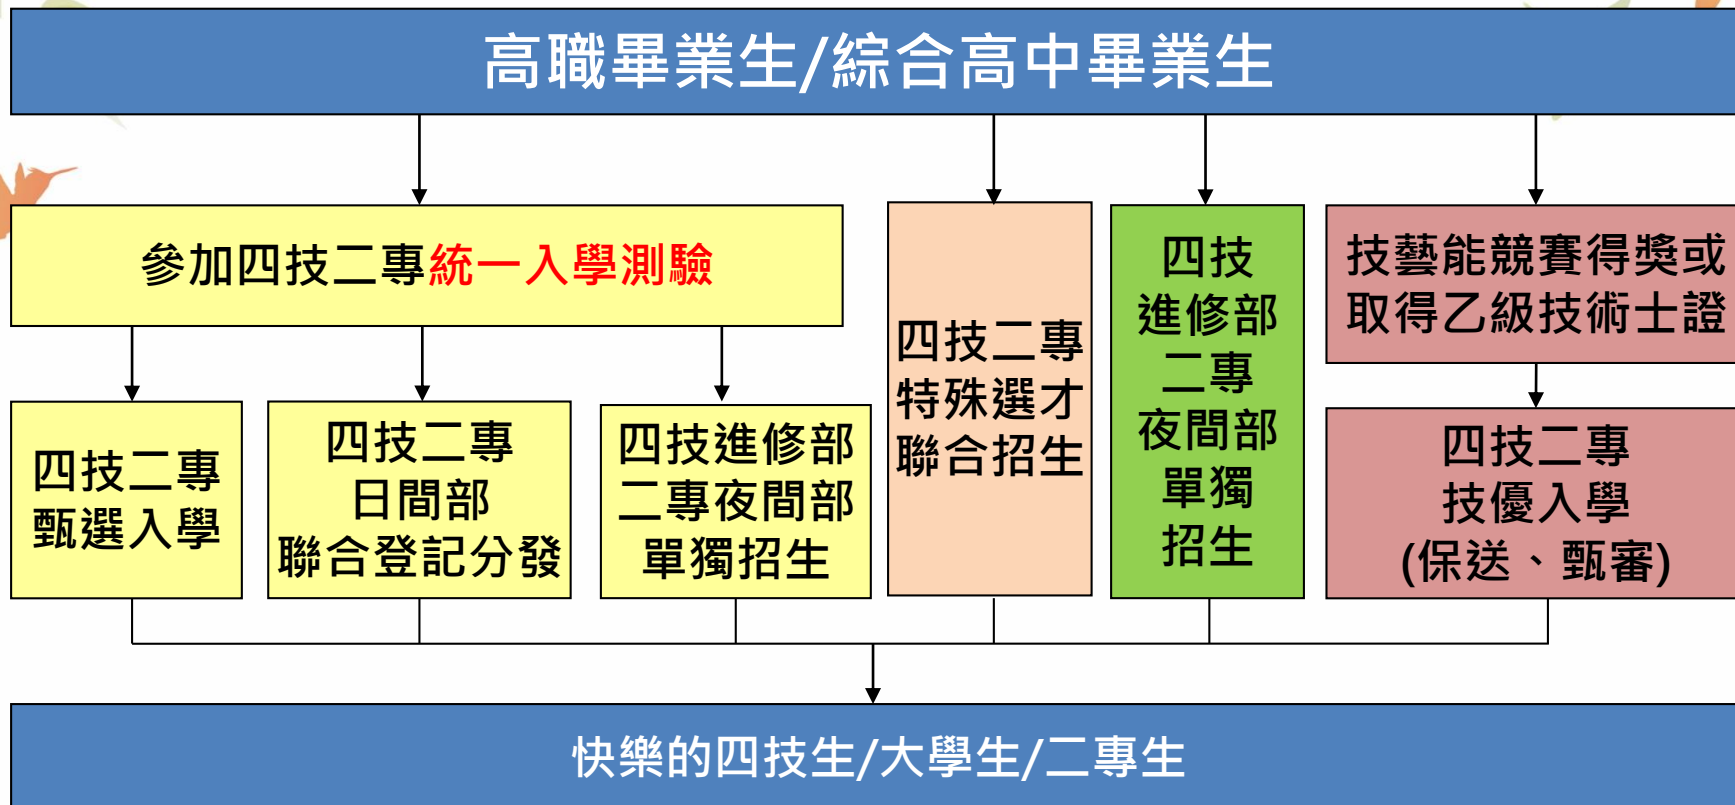 高職畢業生/綜合高中畢業生
參加四技二專統一入學測驗
四技二專
甄選入學
四技二專
日間部
聯合登記分發
四技進修部
二專夜間部
單獨招生
四技二專
特殊選才
聯合招生
四技
進修部
二專
夜間部
單獨
招生
技藝能競賽得獎或
取得乙級技術士證
四技二專
技優入學
(保送、甄審)
快樂的四技生/大學生/二專生